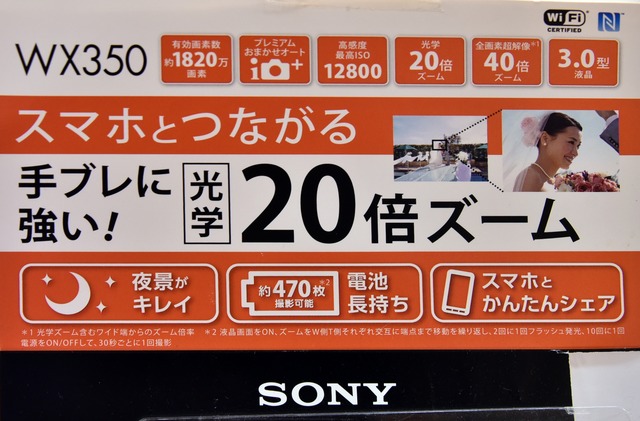 WX350
有効画素数
約1820万
画素
プレミアム
おまかせオート
iO+
高感度
最高ISO
12800
光学
20倍
ズーム
全画素超解像*1
40倍
ズーム
3.0型
液晶
Wi Fi
CERTIFIED
N
スマホとつながる
手ブレに
強い!
光学
20倍ズーム
夜景が
キレイ
約470枚*2
撮影可能
電池
長持ち
スマホと
かんたんシェア
*1 光学ズーム含むワイド端からのズーム倍率 *2 液晶画面をON、ズームをW側T側それぞれ交互に端点まで移動を繰り返し、2回に1回フラッシュ発光、10回に1回
電源をON/OFFして、30秒ごとに1回撮影
SONY